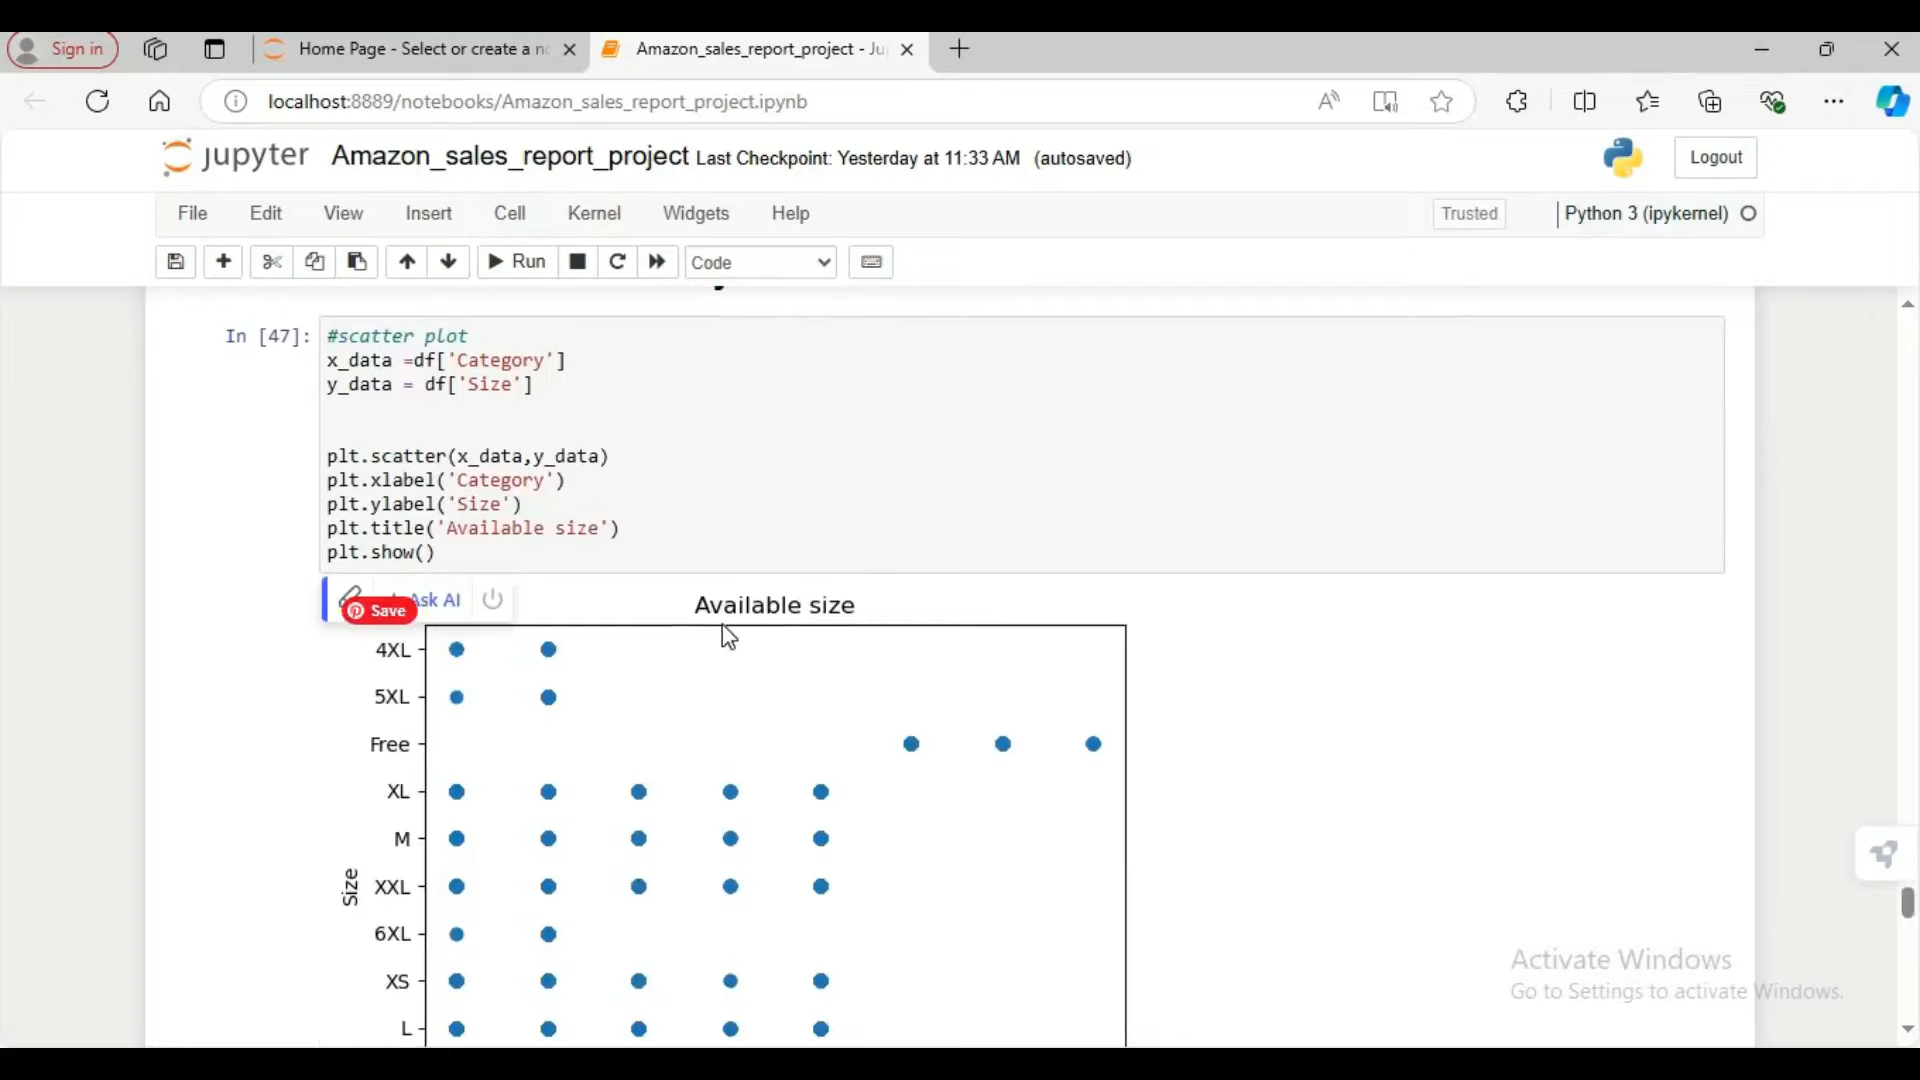 Sign in
Home Page - Select or create a n
Amazon_sales_report_project - Ju
localhost:8889/notebooks/Amazon_sales_report_project.ipynb
jupyter Amazon_sales_report_project Last Checkpoint: Yesterday at 11:33 AM (autosaved)
Logout
File Edit View Insert Cell Kernel Widgets Help
Trusted
Python 3 (ipykernel)
Run
Code
In [47]:
#scatter plot
x_data =df['Category']
y_data = df['Size']
plt.scatter(x_data,y_data)
plt.xlabel('Category')
plt.ylabel('Size')
plt.title('Available size')
plt.show()
Ask AI
Save
Available size
4XL
5XL
Free
XL
M
XXL
6XL
XS
L
Size
Activate Windows
Go to Settings to activate Windows.